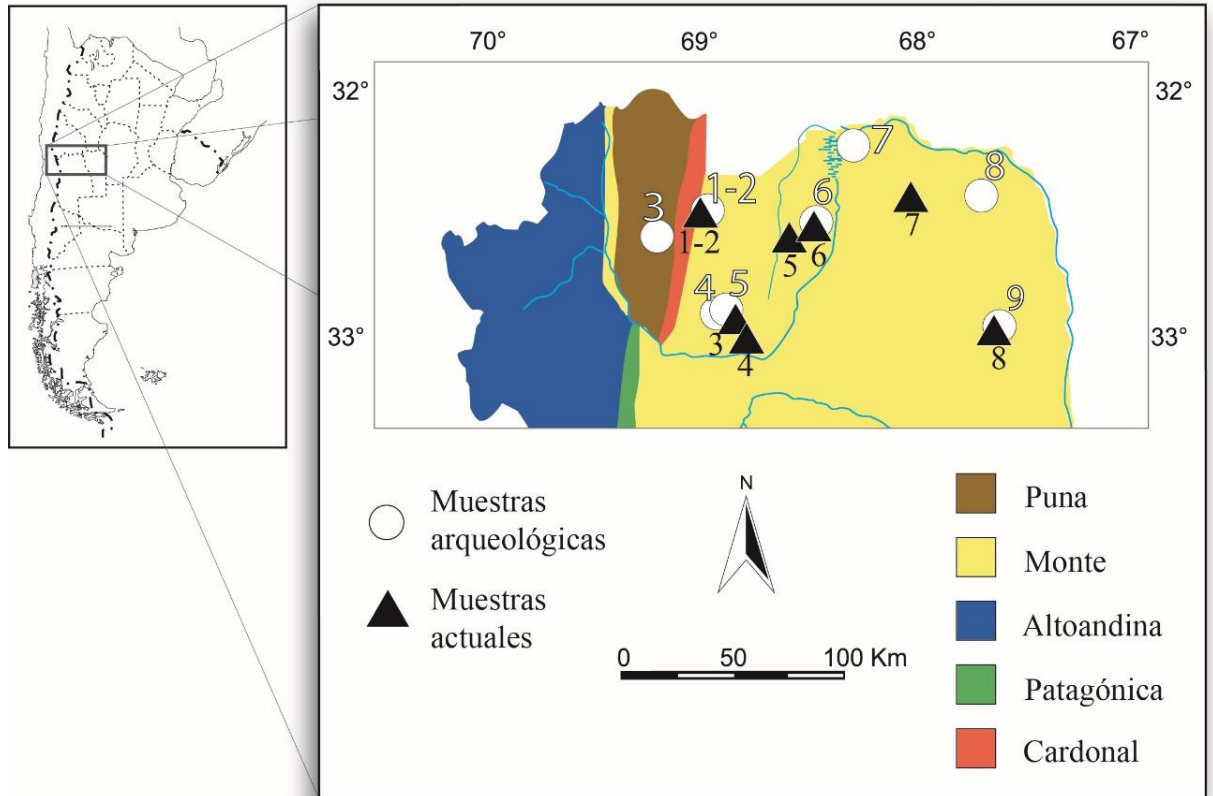 70° 69° 68° 67°
32° 32°
7
8
1-2
6
3
7
1-2
5 6
4 5
9
3
8
4
33° 33°
Muestras
arqueológicas
Muestras
actuales
N
0 50 100 Km
Puna
Monte
Altoandina
Patagónica
Cardonal